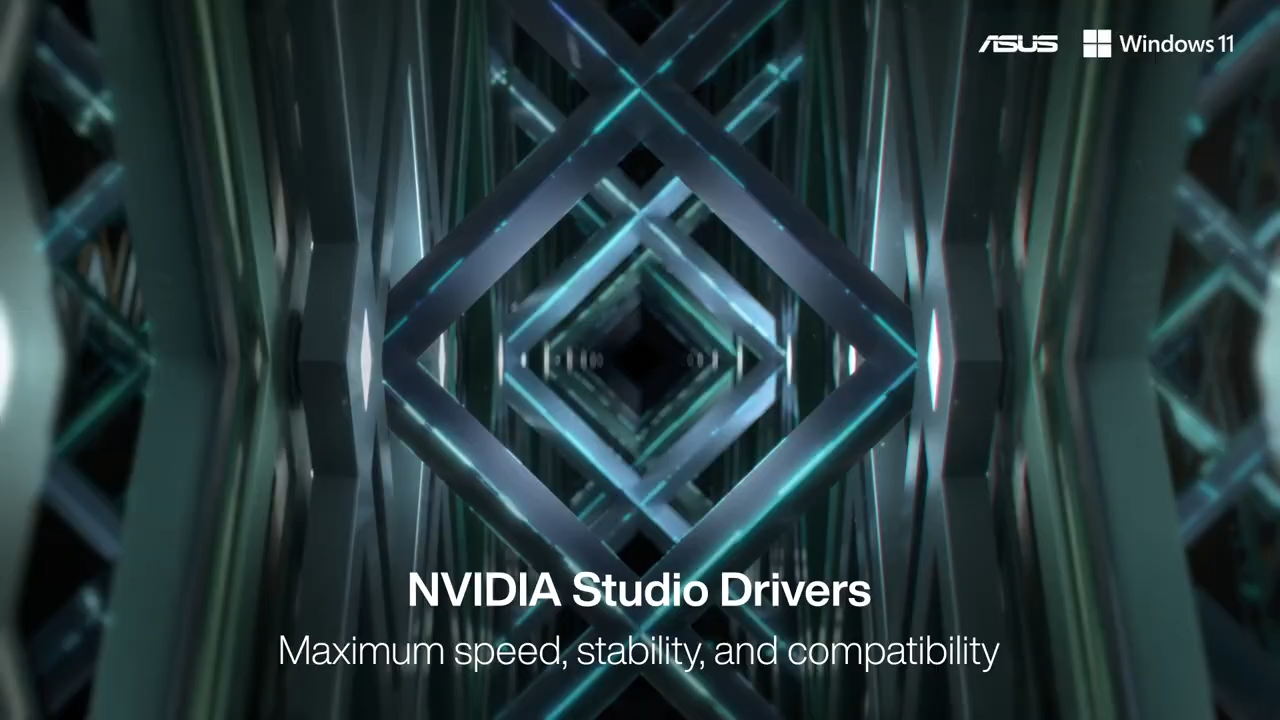 ASUS Windows 11
NVIDIA Studio Drivers
Maximum speed, stability, and compatibility